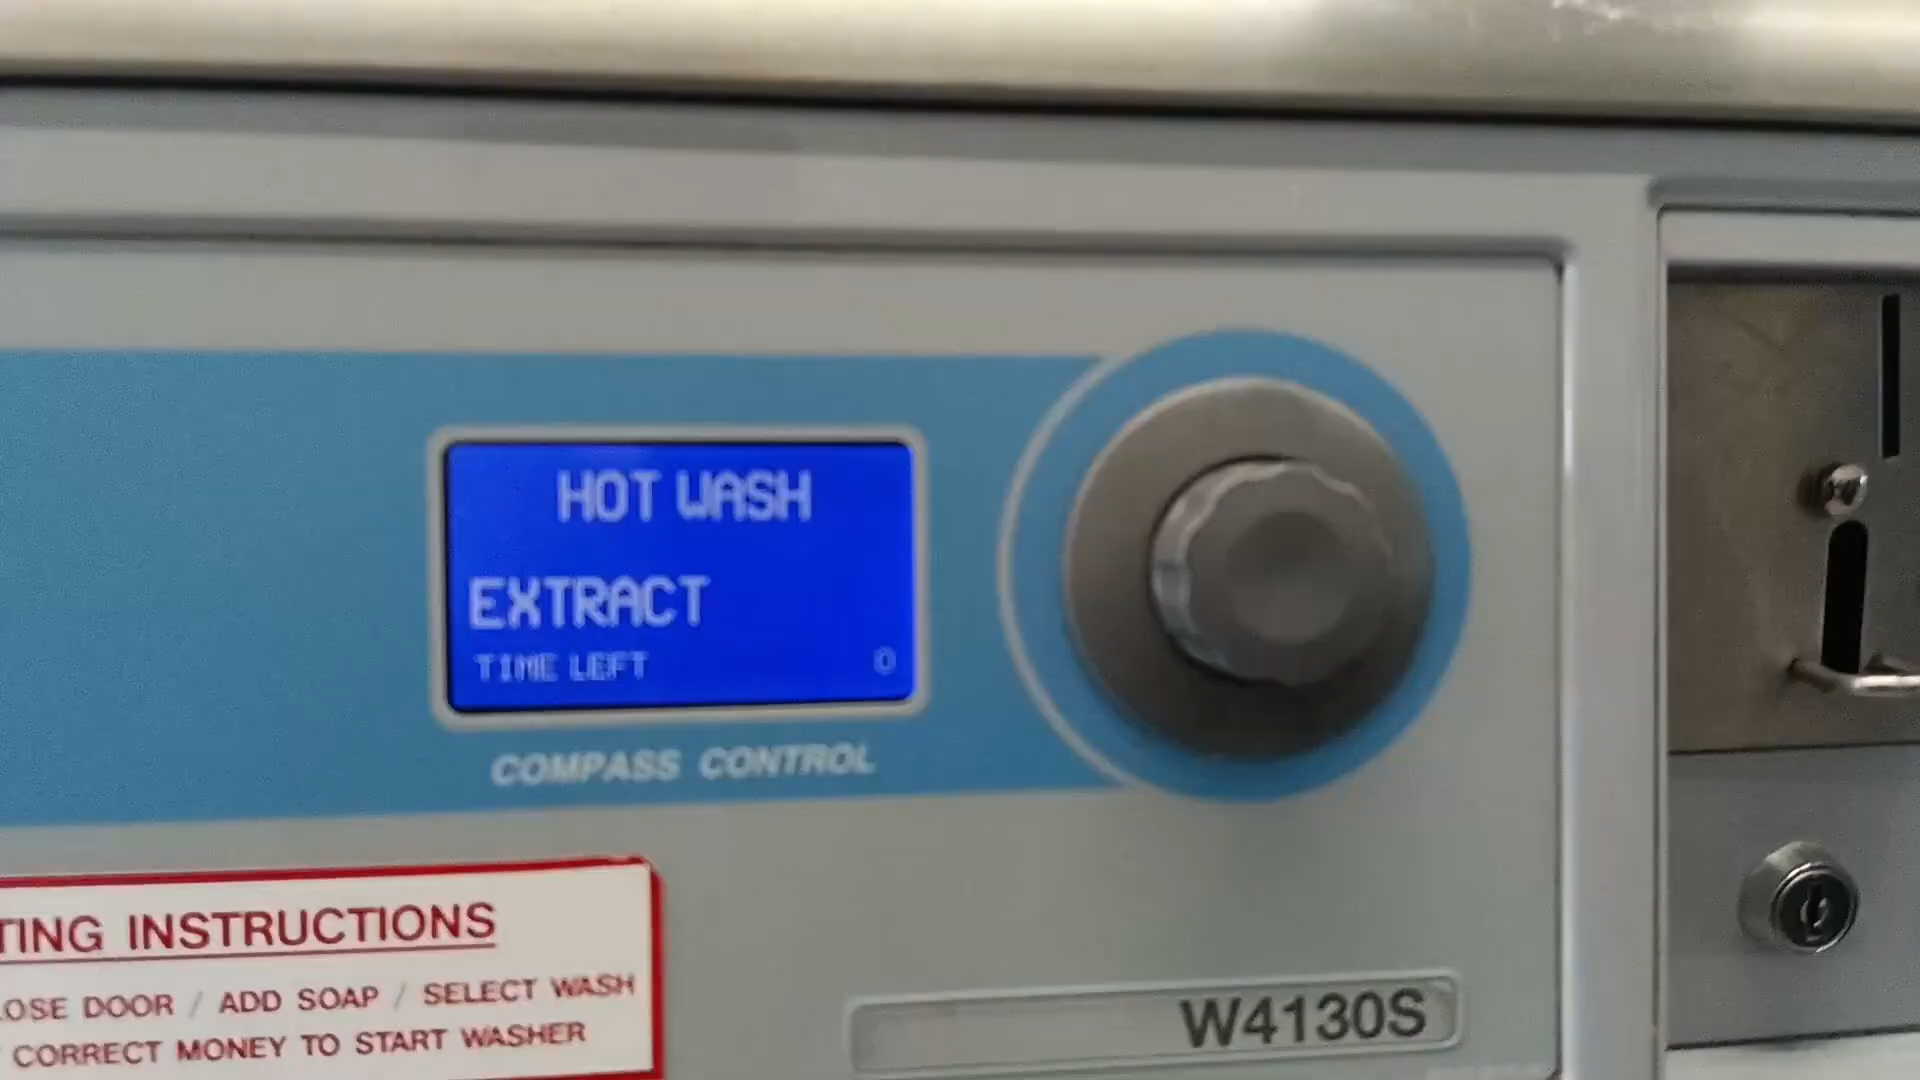 HOT WASH
EXTRACT
TIME LEFT 0
COMPASS CONTROL
TING INSTRUCTIONS
LOSE DOOR / ADD SOAP / SELECT WASH
CORRECT MONEY TO START WASHER
W4130S